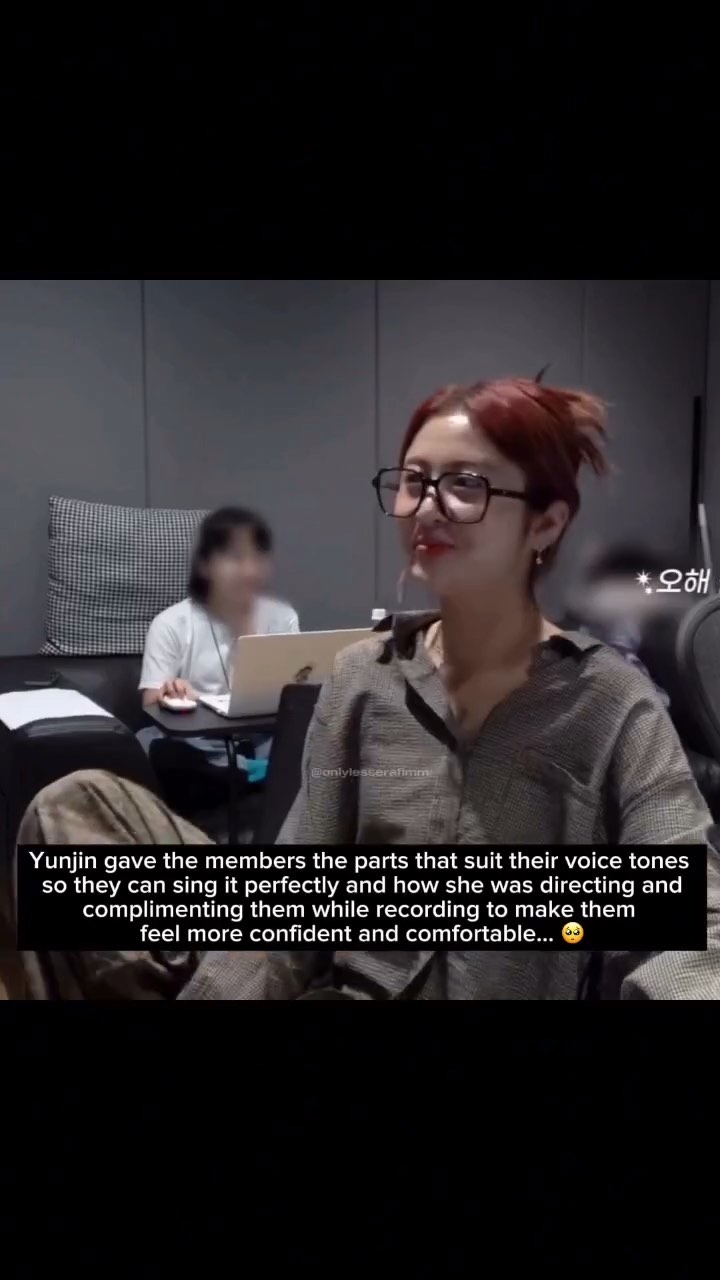 오해
@onlylesserafimm
Yunjin gave the members the parts that suit their voice tones
so they can sing it perfectly and how she was directing and
complimenting them while recording to make them
feel more confident and comfortable... 🥺